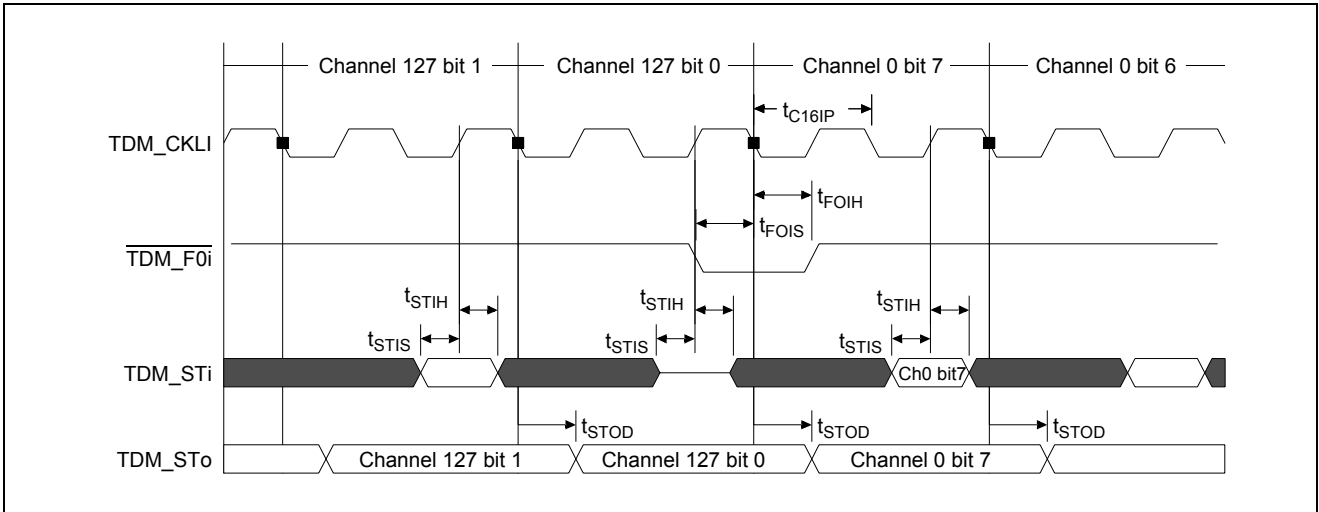 Channel 127 bit 1
Channel 127 bit 0
Channel 0 bit 7
Channel 0 bit 6
tC16IP
TDM_CKLI
tFOIH
tFOIS
TDM_F0i
tSTIH
tSTIH
tSTIH
tSTIS
tSTIS
tSTIS
TDM_STi
Ch0 bit7
tSTOD
tSTOD
tSTOD
TDM_STo
Channel 127 bit 1
Channel 127 bit 0
Channel 0 bit 7